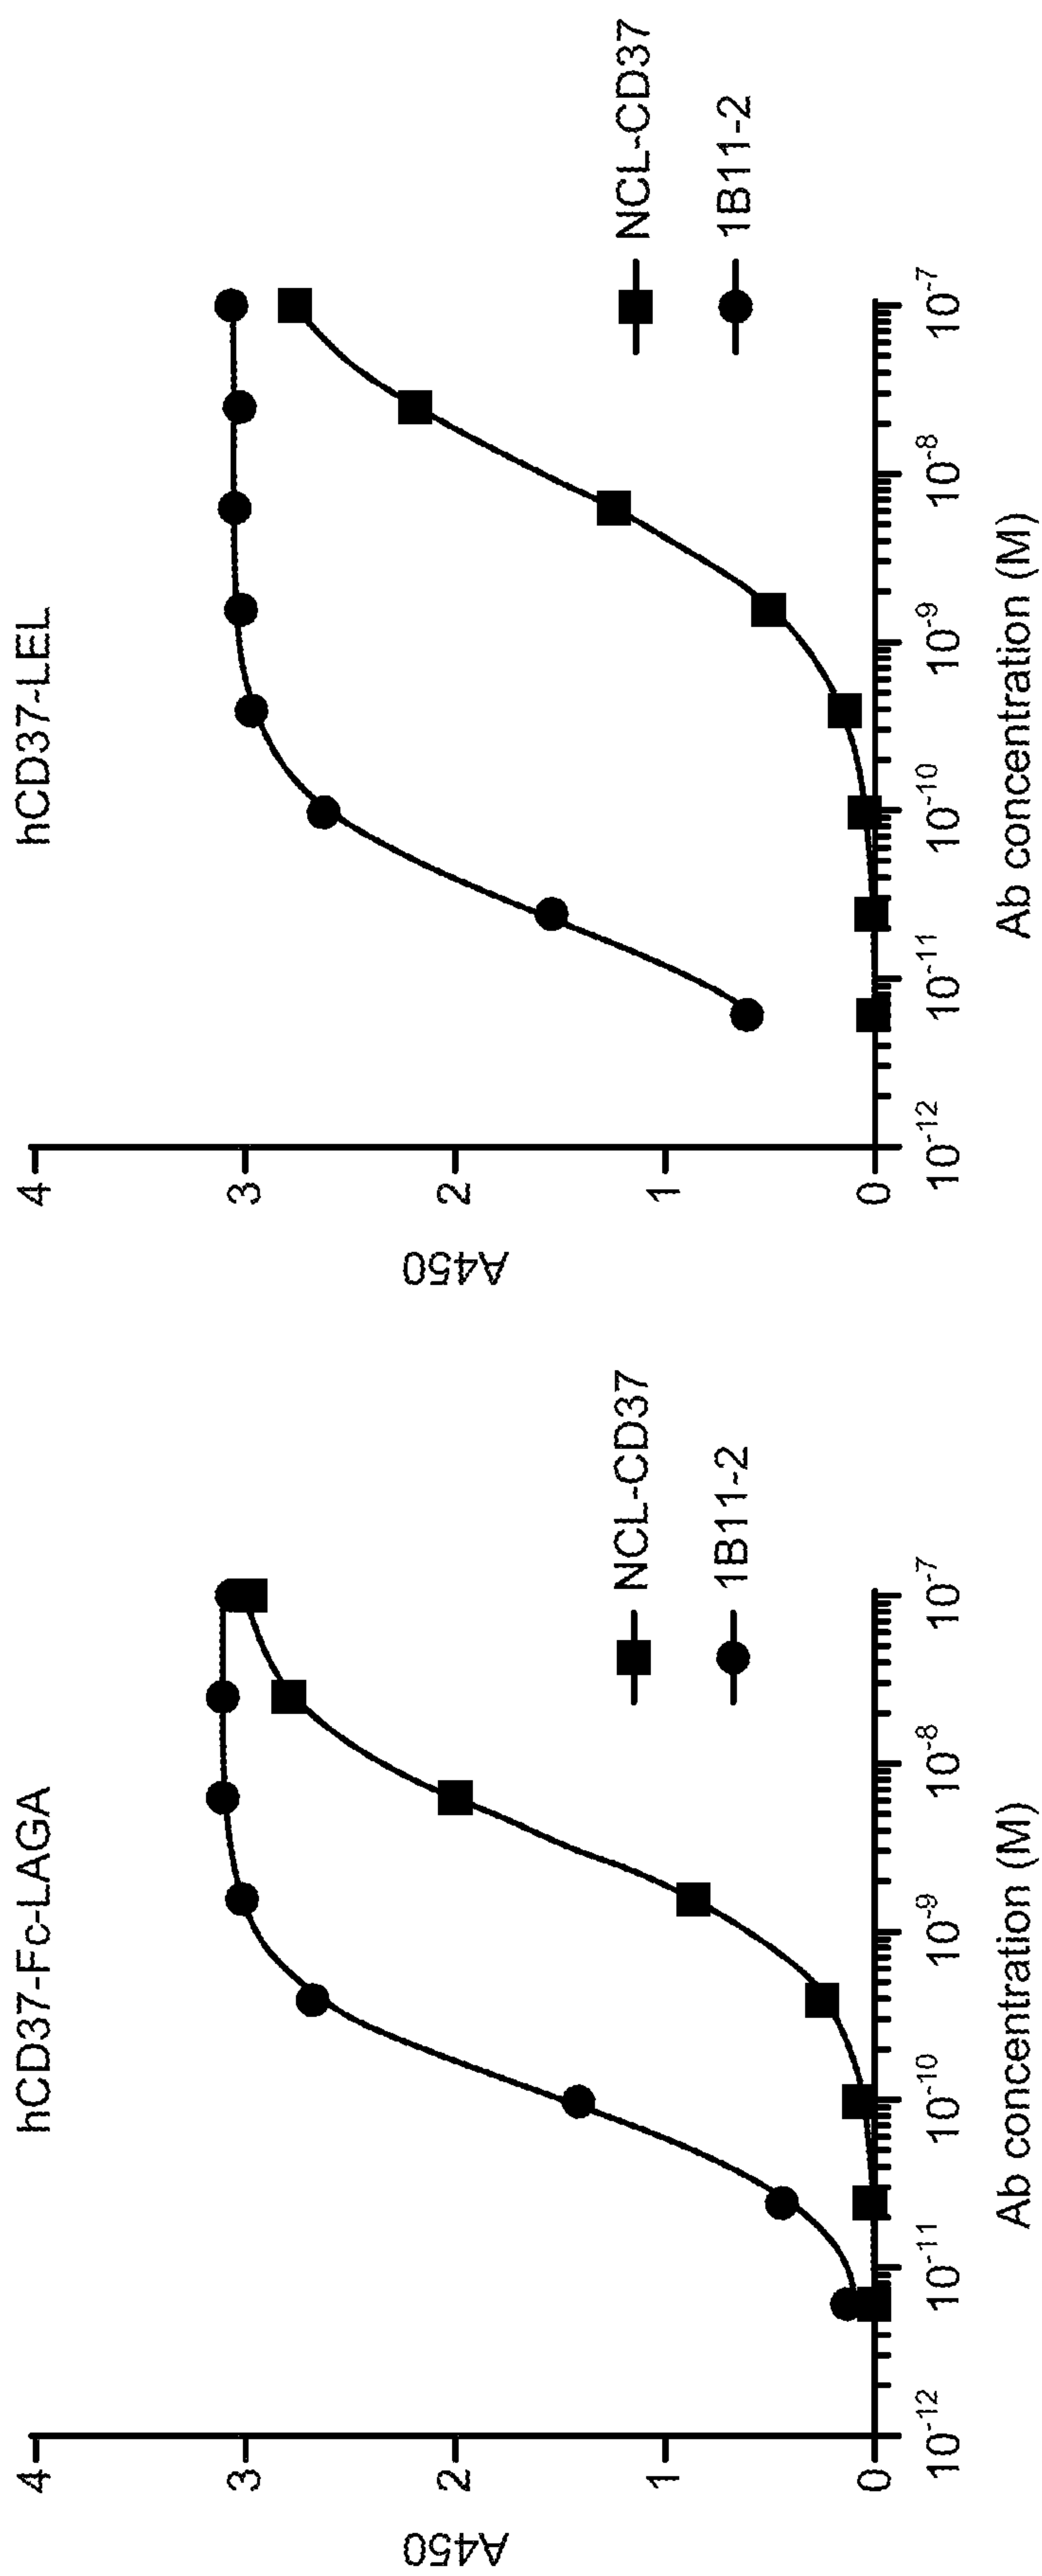 hCD37-Fc-LAGA
A450
4
3
2
1
0
10-12
10-11
10-10
10-9
10-8
10-7
Ab concentration (M)
NCL-CD37
1B11-2
hCD37-LEL
A450
4
3
2
1
0
10-12
10-11
10-10
10-9
10-8
10-7
Ab concentration (M)
NCL-CD37
1B11-2